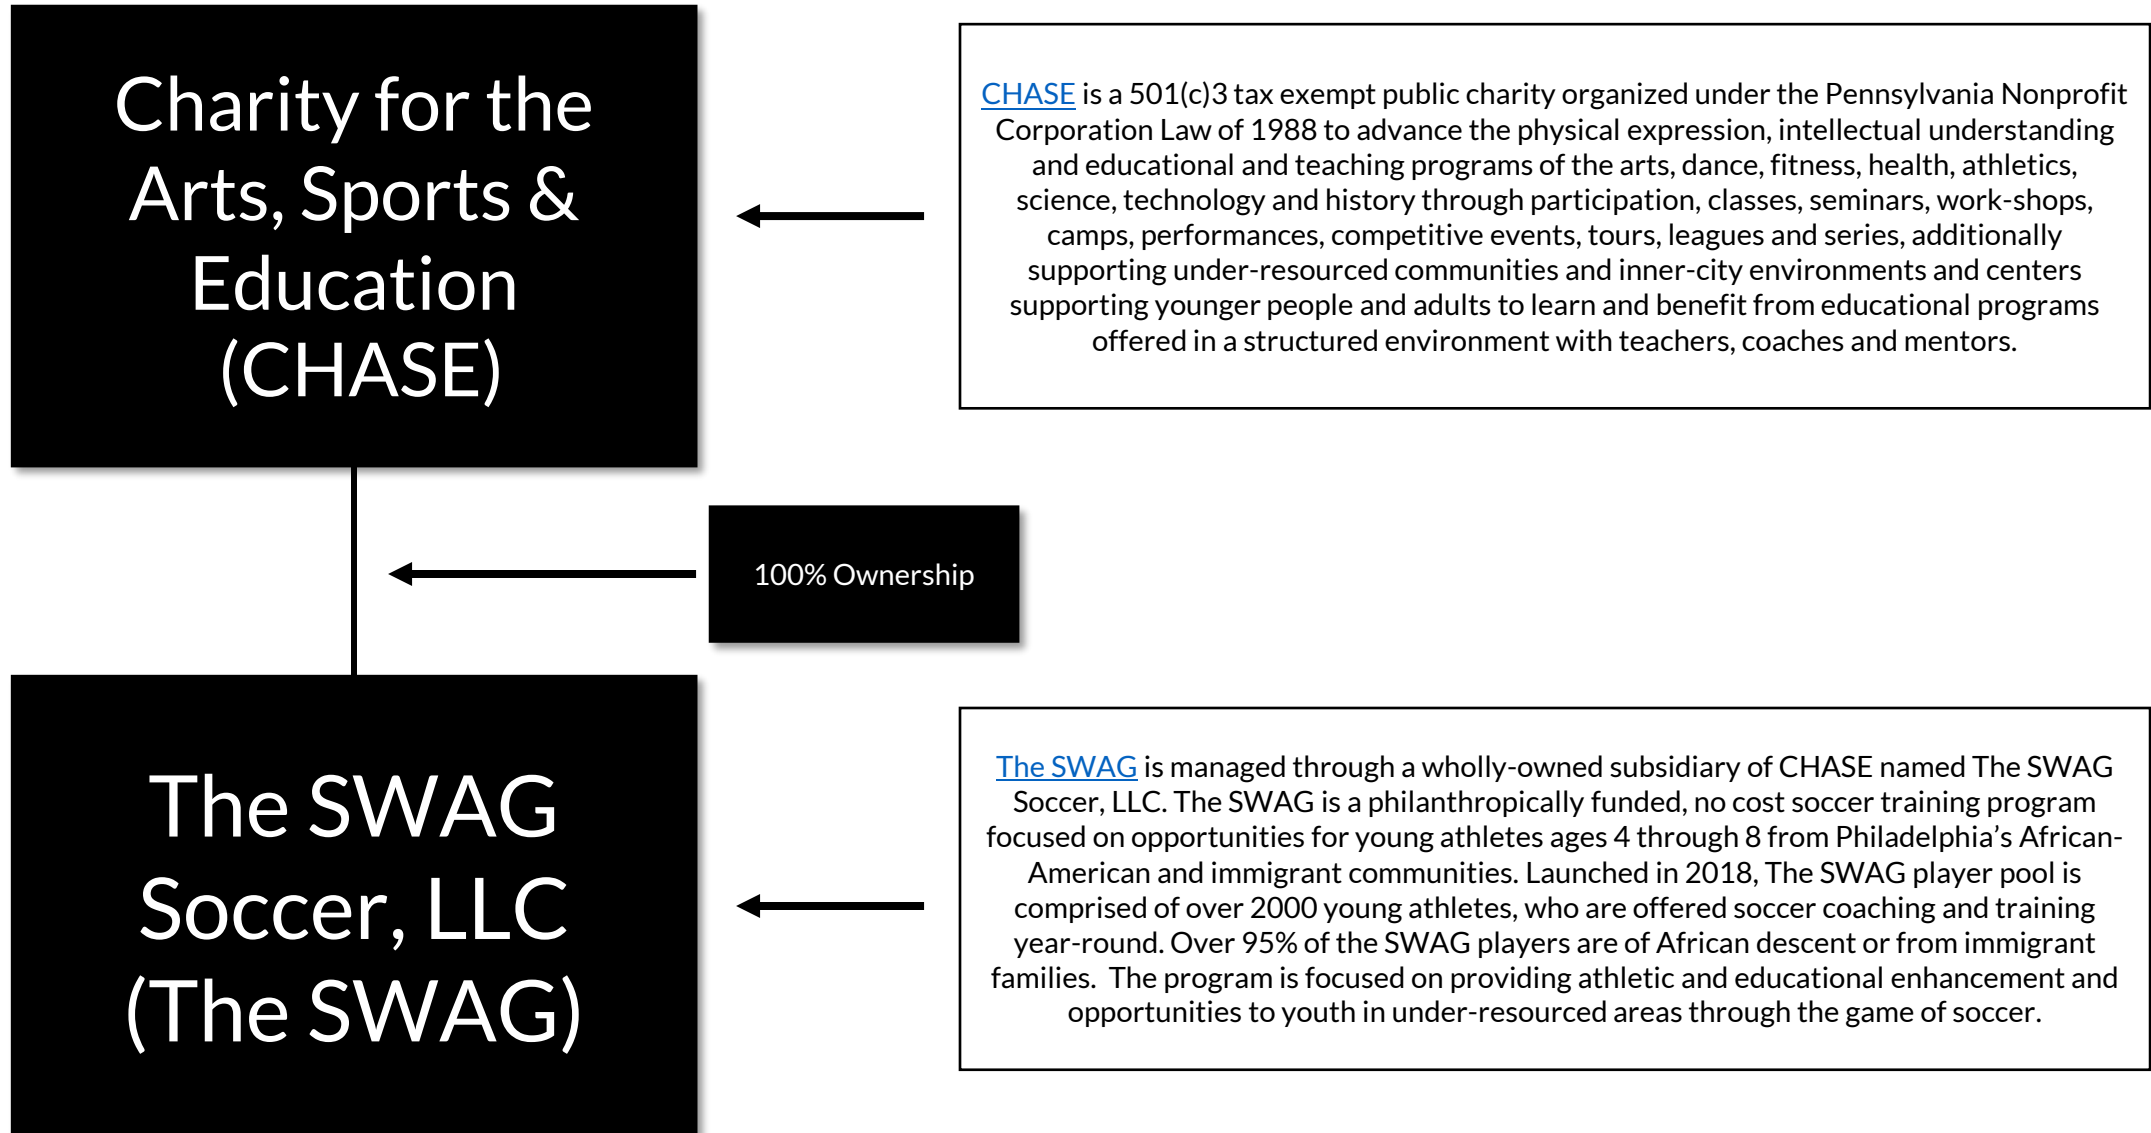 Charity for the
Arts, Sports &
Education
(CHASE)
CHASE is a 501(c)3 tax exempt public charity organized under the Pennsylvania Nonprofit
Corporation Law of 1988 to advance the physical expression, intellectual understanding
and educational and teaching programs of the arts, dance, fitness, health, athletics,
science, technology and history through participation, classes, seminars, work-shops,
camps, performances, competitive events, tours, leagues and series, additionally
supporting under-resourced communities and inner-city environments and centers
supporting younger people and adults to learn and benefit from educational programs
offered in a structured environment with teachers, coaches and mentors.
100% Ownership
The SWAG
Soccer, LLC
(The SWAG)
The SWAG is managed through a wholly-owned subsidiary of CHASE named The SWAG
Soccer, LLC. The SWAG is a philanthropically funded, no cost soccer training program
focused on opportunities for young athletes ages 4 through 8 from Philadelphia’s African-
American and immigrant communities. Launched in 2018, The SWAG player pool is
comprised of over 2000 young athletes, who are offered soccer coaching and training
year-round. Over 95% of the SWAG players are of African descent or from immigrant
families.  The program is focused on providing athletic and educational enhancement and
opportunities to youth in under-resourced areas through the game of soccer.